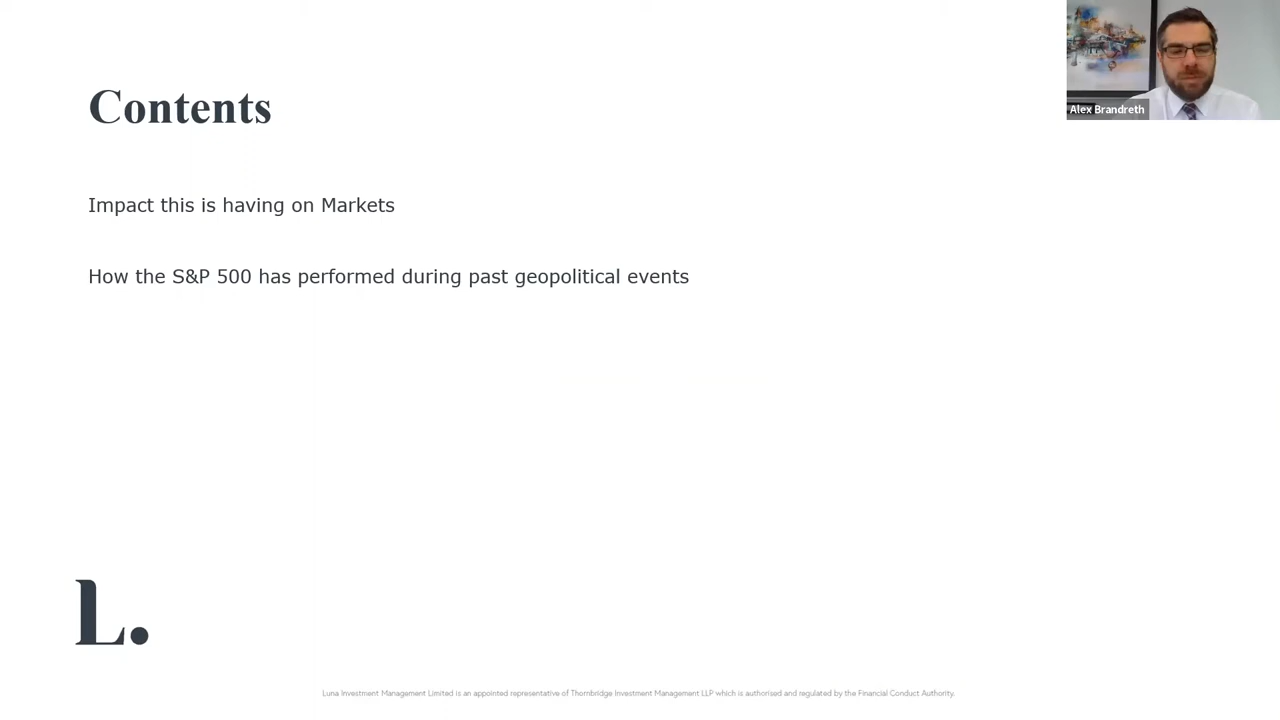 Contents
Alex Brandreth
Impact this is having on Markets
How the S&P 500 has performed during past geopolitical events
L.
Luna Investment Management Limited is an appointed representative of Thornbridge Investment Management LLP which is authorised and regulated by the Financial Conduct Authority.